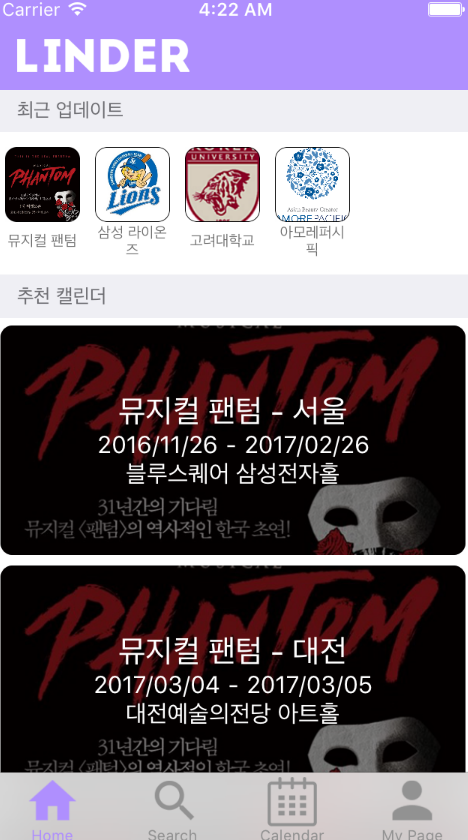 Carrier 4:22 AM
LINDER
최근 업데이트
PHANTOM
뮤지컬 팬텀
Lions
삼성 라이온
즈
UNIVERSITY
고려대학교
Asian Beauty Creator
AMOREPACIFIC
아모레퍼시
픽
추천 캘린더
MUSICAL
PHANTOM
뮤지컬 팬텀 - 서울
2016/11/26 - 2017/02/26
블루스퀘어 삼성전자홀
31년간의 기다림
뮤지컬 <팬텀>의 역사적인 한국 초연!
MUSICAL
PHANTOM
뮤지컬 팬텀 - 대전
2017/03/04 - 2017/03/05
대전예술의전당 아트홀
31년간의 기다림
뮤지컬 <팬텀>의 역사적인 한국 초연!
Home Search Calendar My Page